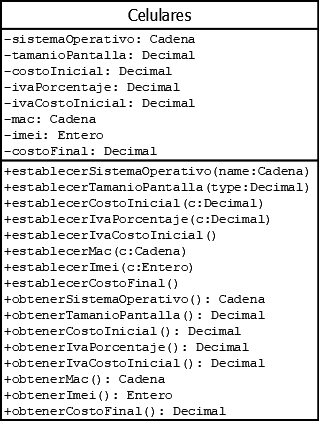 Celulares
-sistemaOperativo: Cadena
-tamanioPantalla: Decimal
-costoInicial: Decimal
-ivaPorcentaje: Decimal
-ivaCostoInicial: Decimal
-mac: Cadena
-imei: Entero
-costoFinal: Decimal
+establecerSistemaOperativo(name:Cadena)
+establecerTamanioPantalla(type:Decimal)
+establecerCostoInicial(c:Decimal)
+establecerIvaPorcentaje(c:Decimal)
+establecerIvaCostoInicial()
+establecerMac(c:Cadena)
+establecerImei(c:Entero)
+establecerCostoFinal()
+obtenerSistemaOperativo(): Cadena
+obtenerTamanioPantalla(): Decimal
+obtenerCostoInicial(): Decimal
+obtenerIvaPorcentaje(): Decimal
+obtenerIvaCostoInicial(): Decimal
+obtenerMac(): Cadena
+obtenerImei(): Entero
+obtenerCostoFinal(): Decimal